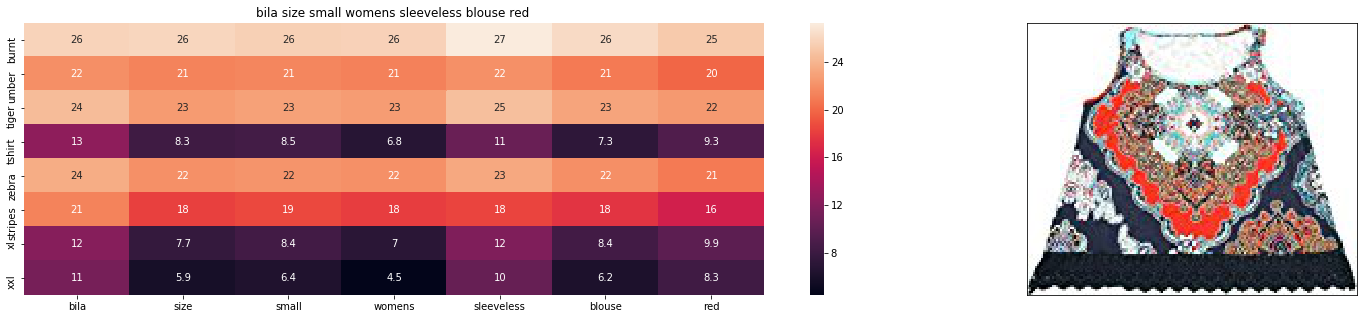 bila size small womens sleeveless blouse red
burnt 26 26 26 26 27 26 25
umber 22 21 21 21 22 21 20
tiger 24 23 23 23 25 23 22
tshirt 13 8.3 8.5 6.8 11 7.3 9.3
zebra 24 22 22 22 23 22 21
stripes 21 18 19 18 18 18 16
xl 12 7.7 8.4 7 12 8.4 9.9
xxl 11 5.9 6.4 4.5 10 6.2 8.3
bila size small womens sleeveless blouse red
24
20
16
12
8